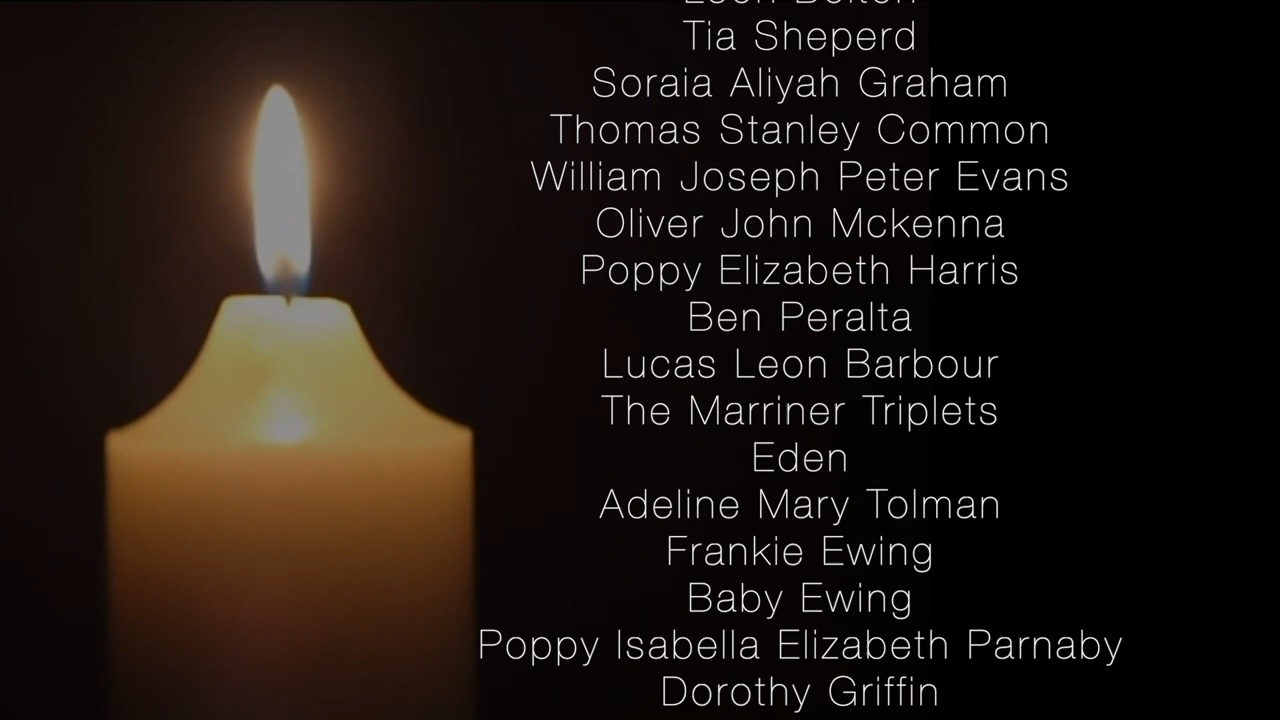 Tia Sheperd
Soraia Aliyah Graham
Thomas Stanley Common
William Joseph Peter Evans
Oliver John Mckenna
Poppy Elizabeth Harris
Ben Peralta
Lucas Leon Barbour
The Marriner Triplets
Eden
Adeline Mary Tolman
Frankie Ewing
Baby Ewing
Poppy Isabella Elizabeth Parnaby
Dorothy Griffin